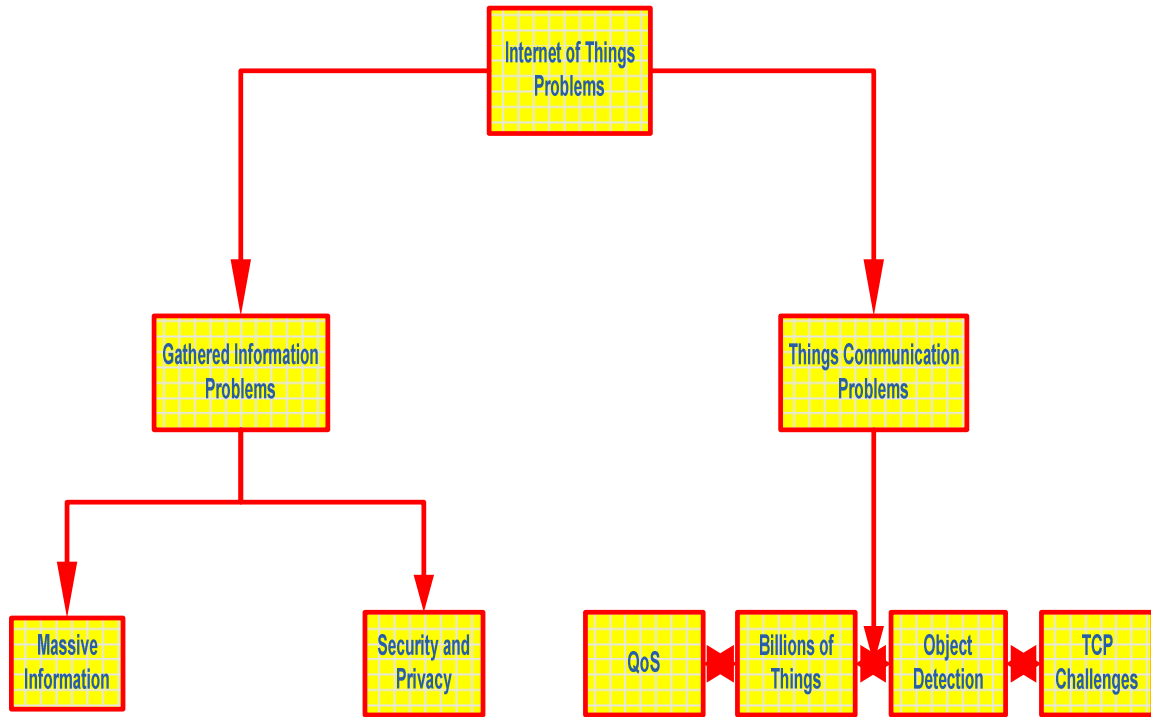 Internet of Things
Problems
Gathered Information
Problems
Things Communication
Problems
Massive
Information
Security and
Privacy
QoS
Billions of
Things
Object
Detection
TCP
Challenges